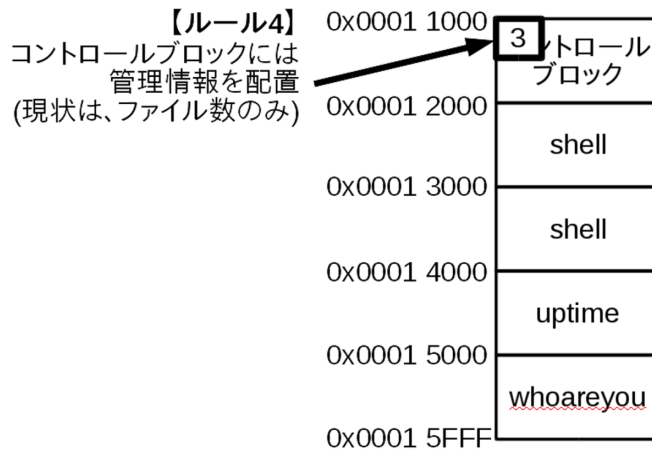 【ルール4】
コントロールブロックには
管理情報を配置
(現状は、ファイル数のみ)
0x0001 1000
3
トロール
ブロック
0x0001 2000
shell
0x0001 3000
shell
0x0001 4000
uptime
0x0001 5000
whoareyou
0x0001 5FFF